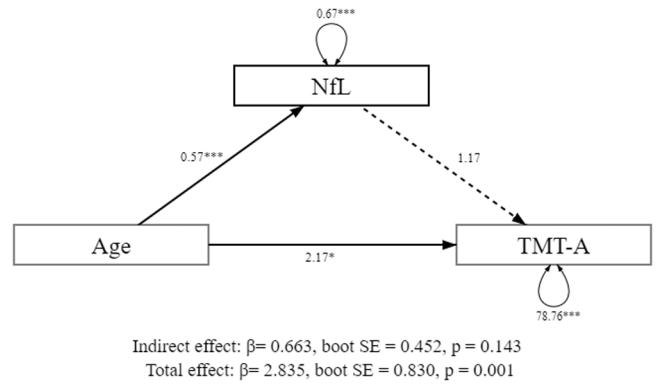 0.67***
NfL
0.57***
1.17
Age
2.17*
TMT-A
78.76***
Indirect effect: β= 0.663, boot SE = 0.452, p = 0.143
Total effect: β= 2.835, boot SE = 0.830, p = 0.001